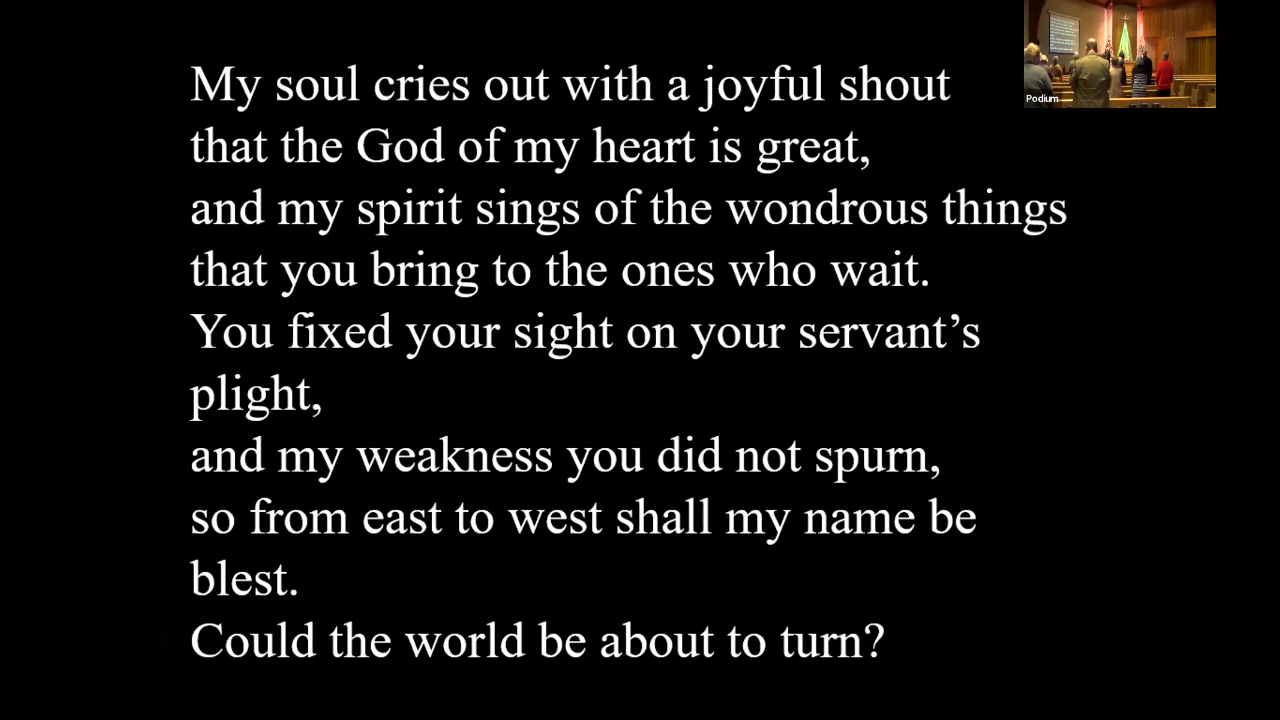 My soul cries out with a joyful shout
that the God of my heart is great,
and my spirit sings of the wondrous things
that you bring to the ones who wait.
You fixed your sight on your servant’s
plight,
and my weakness you did not spurn,
so from east to west shall my name be
blest.
Could the world be about to turn?
Podium